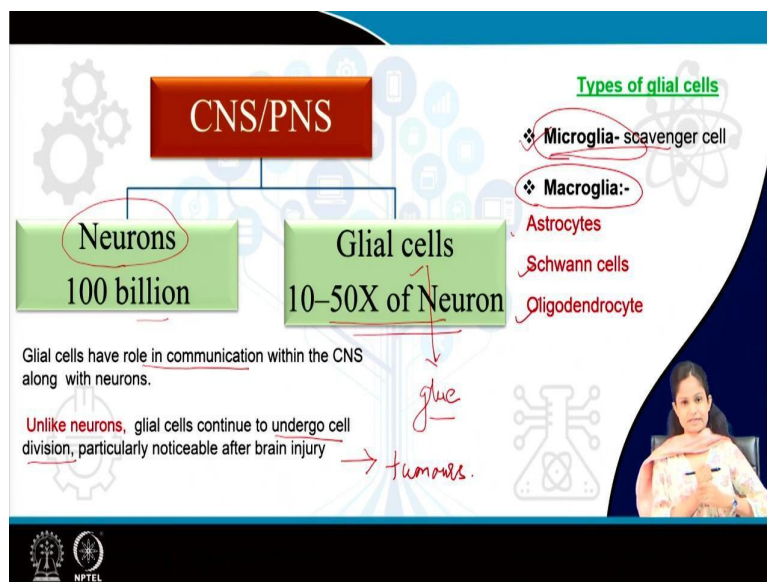 CNS/PNS
Neurons
100 billion
Glial cells
10–50X of Neuron
glue
Glial cells have role in communication within the CNS
along with neurons.
Unlike neurons, glial cells continue to undergo cell
division, particularly noticeable after brain injury
tumours.
Types of glial cells
❖ Microglia- scavenger cell
❖ Macroglia:-
Astrocytes
Schwann cells
Oligodendrocyte
NPTEL